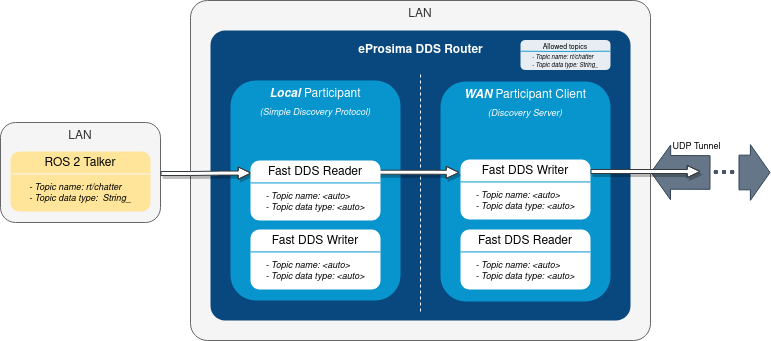 LAN
eProsima DDS Router
Allowed topics
- Topic name: rt/chatter
- Topic data type: String_
Local Participant
(Simple Discovery Protocol)
WAN Participant Client
(Discovery Server)
LAN
ROS 2 Talker
- Topic name: rt/chatter
- Topic data type: String_
Fast DDS Reader
- Topic name: <auto>
- Topic data type: <auto>
Fast DDS Writer
- Topic name: <auto>
- Topic data type: <auto>
Fast DDS Writer
- Topic name: <auto>
- Topic data type: <auto>
Fast DDS Reader
- Topic name: <auto>
- Topic data type: <auto>
UDP Tunnel